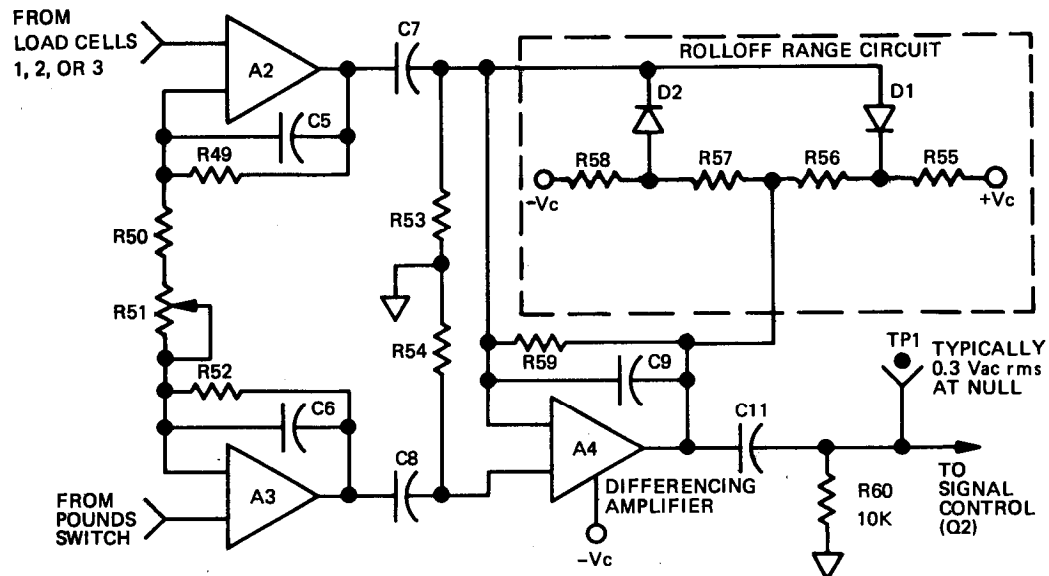 FROM
LOAD CELLS
1, 2, OR 3
A2
C7
ROLLOFF RANGE CIRCUIT
D2
D1
C5
R49
R58
R57
R56
R55
-Vc
+Vc
R50
R53
R51
R54
R59
TP1
TYPICALLY
0.3 Vac rms
AT NULL
R52
C9
C6
C11
A4
C8
A3
DIFFERENCING
AMPLIFIER
R60
10K
TO
SIGNAL
CONTROL
(Q2)
FROM
POUNDS
SWITCH
-Vc